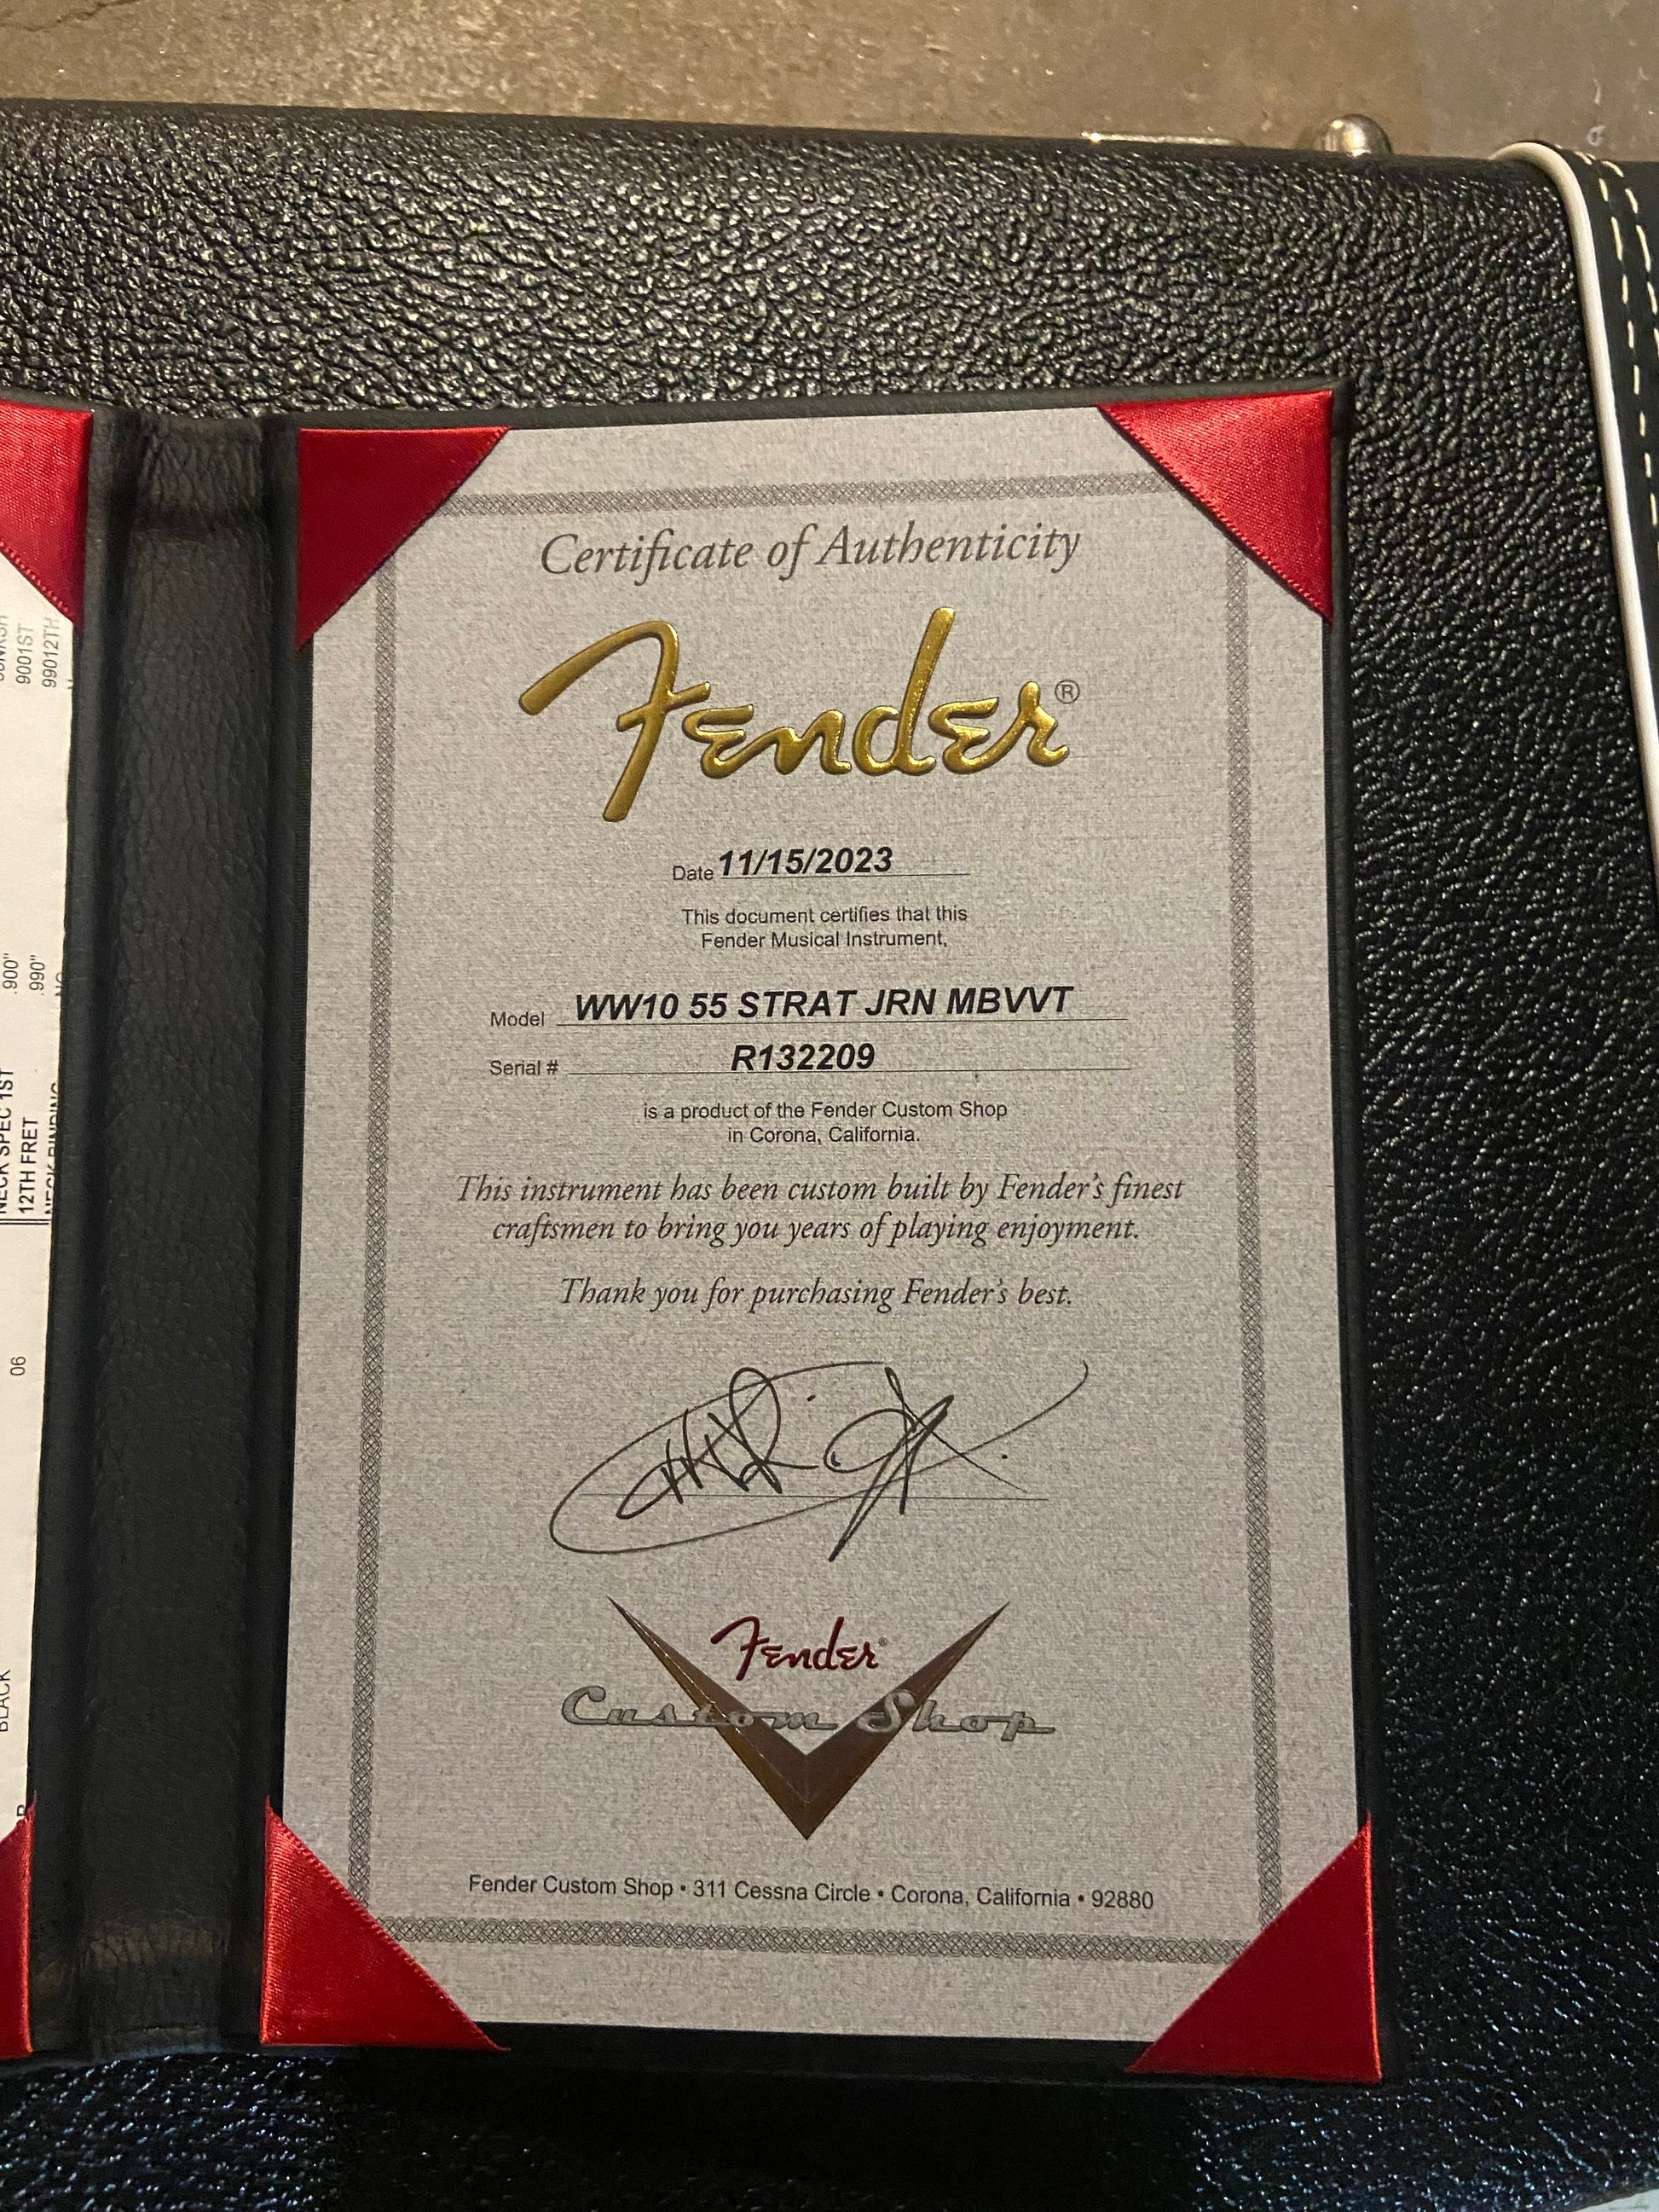 9001ST
99012TH
.900"
.990"
NECK SPEC 1ST
12TH FRET
NECK BINDING
06
BLACK
Certificate of Authenticity
Fender®
Date 11/15/2023
This document certifies that this
Fender Musical Instrument,
Model WW10 55 STRAT JRN MBVVT
Serial # R132209
is a product of the Fender Custom Shop
in Corona, California.
This instrument has been custom built by Fender's finest
craftsmen to bring you years of playing enjoyment.
Thank you for purchasing Fender's best.
Fender®
Custom Shop
Fender Custom Shop • 311 Cessna Circle • Corona, California • 92880